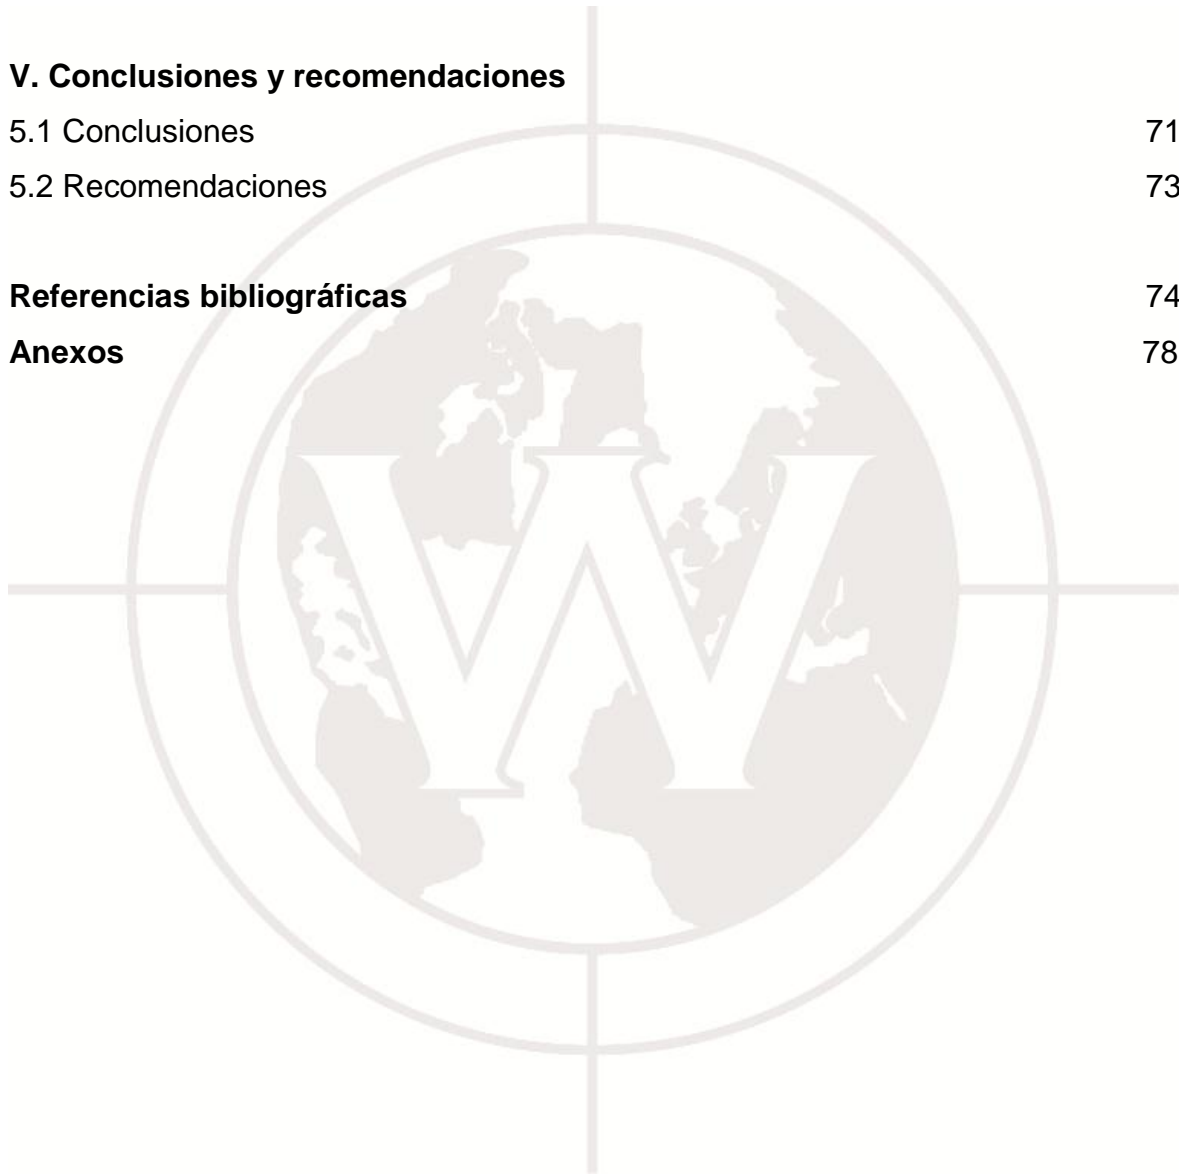 V. Conclusiones y recomendaciones
5.1 Conclusiones 71
5.2 Recomendaciones 73
Referencias bibliográficas 74
Anexos 78
W